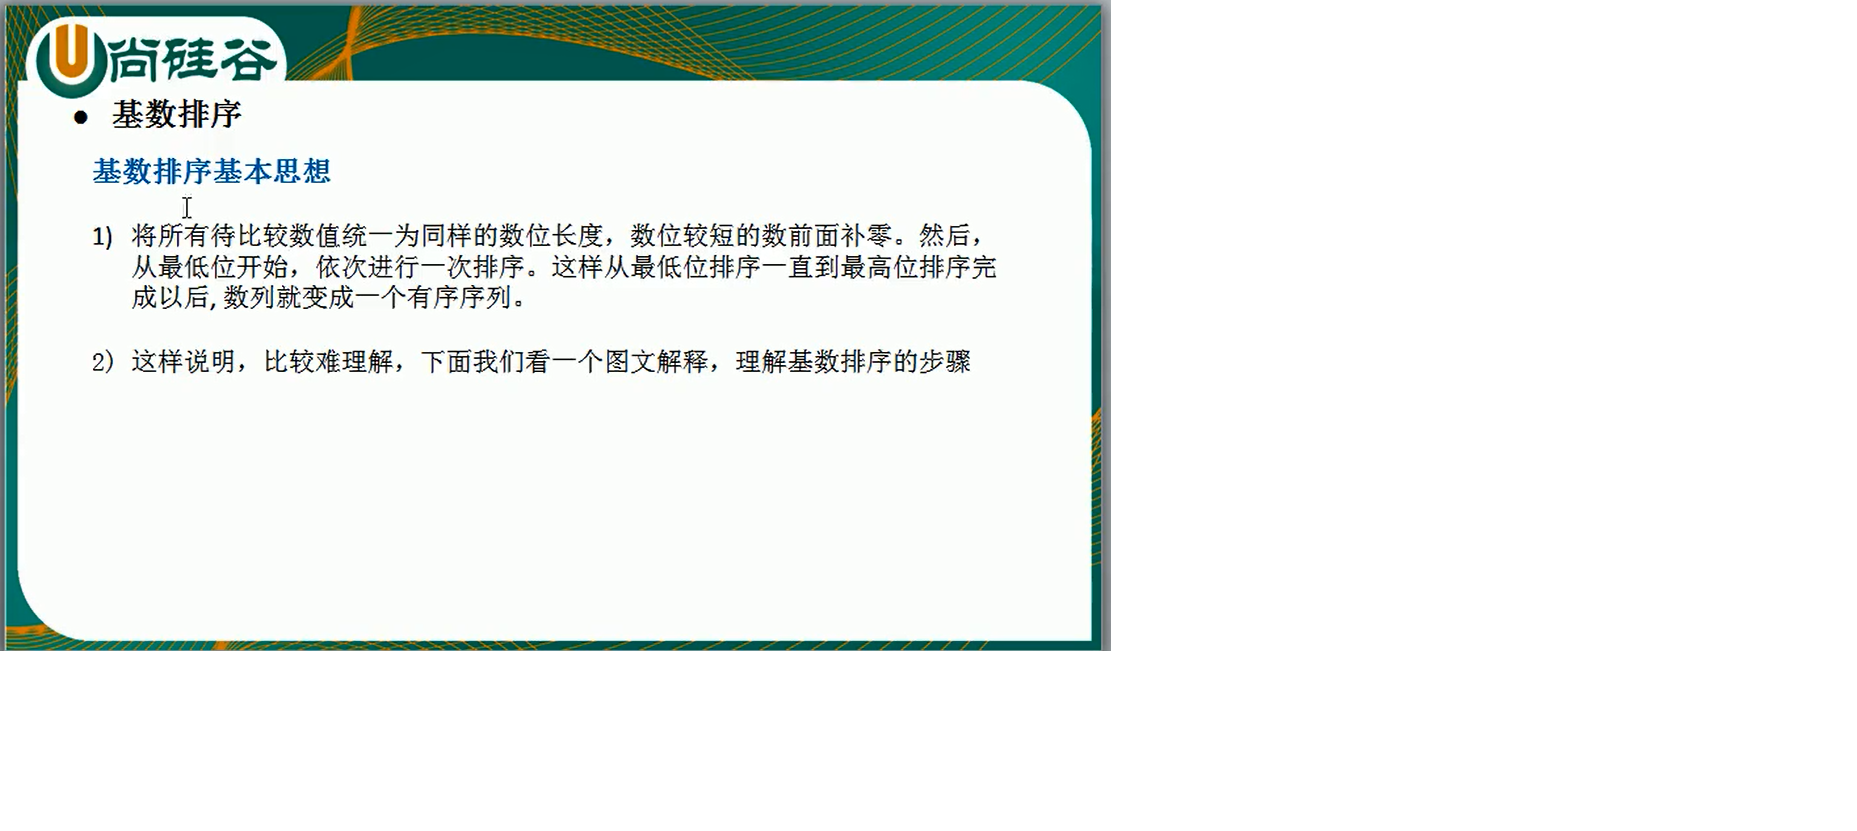 尚硅谷
● 基数排序
基数排序基本思想
1) 将所有待比较数值统一为同样的数位长度，数位较短的数前面补零。然后，
从最低位开始，依次进行一次排序。这样从最低位排序一直到最高位排序完
成以后, 数列就变成一个有序序列。
2) 这样说明，比较难理解，下面我们看一个图文解释，理解基数排序的步骤